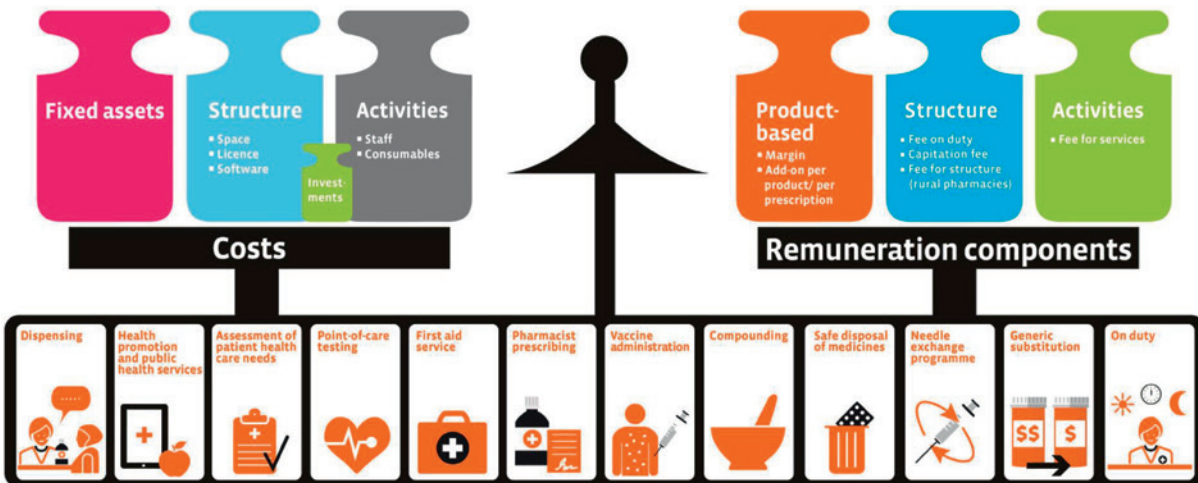 Fixed assets
Structure
▪ Space
▪ Licence
▪ Software
Invest-
ments
Activities
▪ Staff
▪ Consumables
Product-
based
▪ Margin
▪ Add-on per
product/ per
prescription
Structure
▪ Fee on duty
▪ Capitation fee
▪ Fee for structure
(rural pharmacies)
Activities
▪ Fee for services
Costs
Remuneration components
Dispensing
Health
promotion
and public
health services
Assessment of
patient health
care needs
Point-of-care
testing
First aid
service
Pharmacist
prescribing
Vaccine
administration
Compounding
Safe disposal
of medicines
Needle
exchange
programme
Generic
substitution
$$ $
On duty